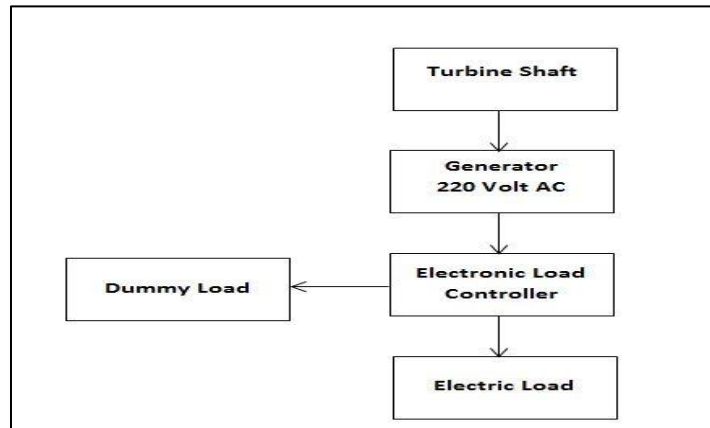 Turbine Shaft
Generator
220 Volt AC
Electronic Load
Controller
Dummy Load
Electric Load